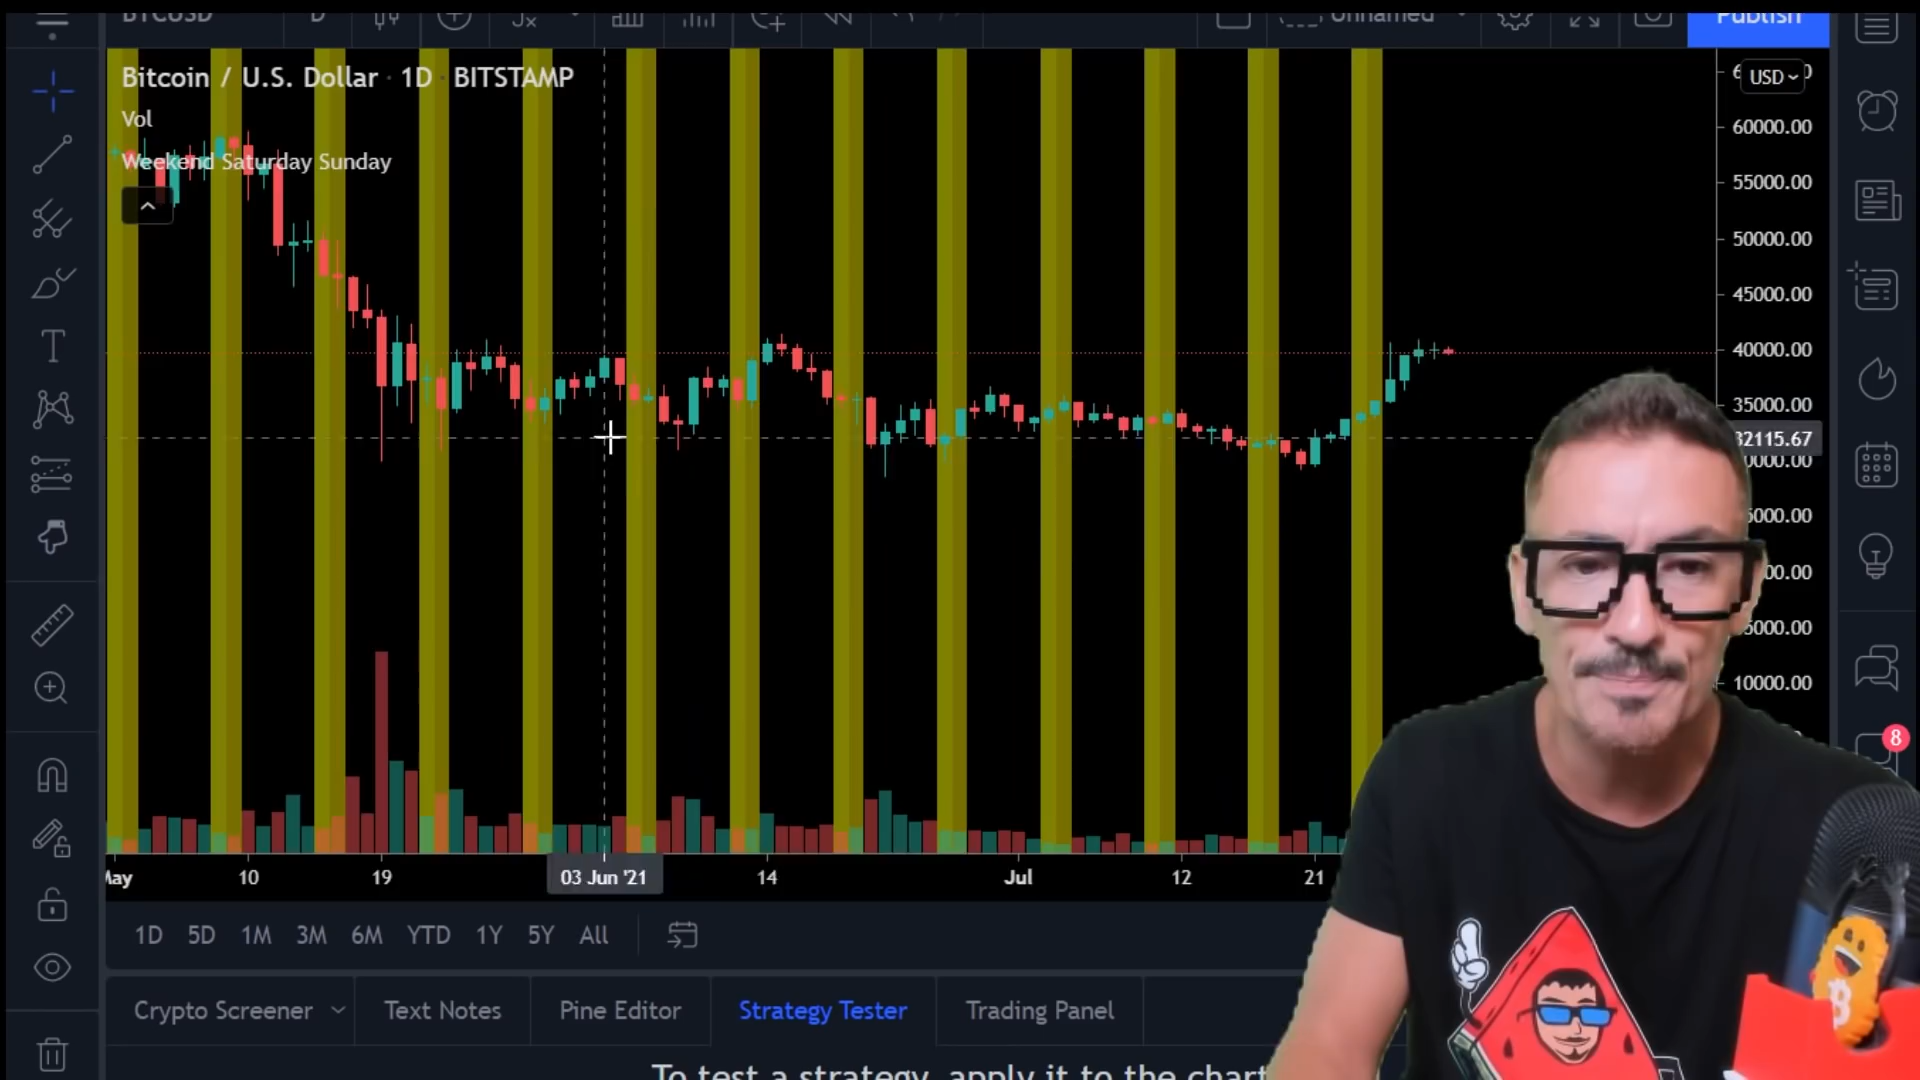 BTCUSD D Unnamed Publish
Bitcoin / U.S. Dollar · 1D · BITSTAMP
USD
Vol
Weekend Saturday Sunday
60000.00
55000.00
50000.00
45000.00
40000.00
35000.00
32115.67
10000.00
8
May 10 19 03 Jun '21 14 Jul 12 21
1D 5D 1M 3M 6M YTD 1Y 5Y All
Crypto Screener Text Notes Pine Editor Strategy Tester Trading Panel
To test a strategy, apply it to the chart